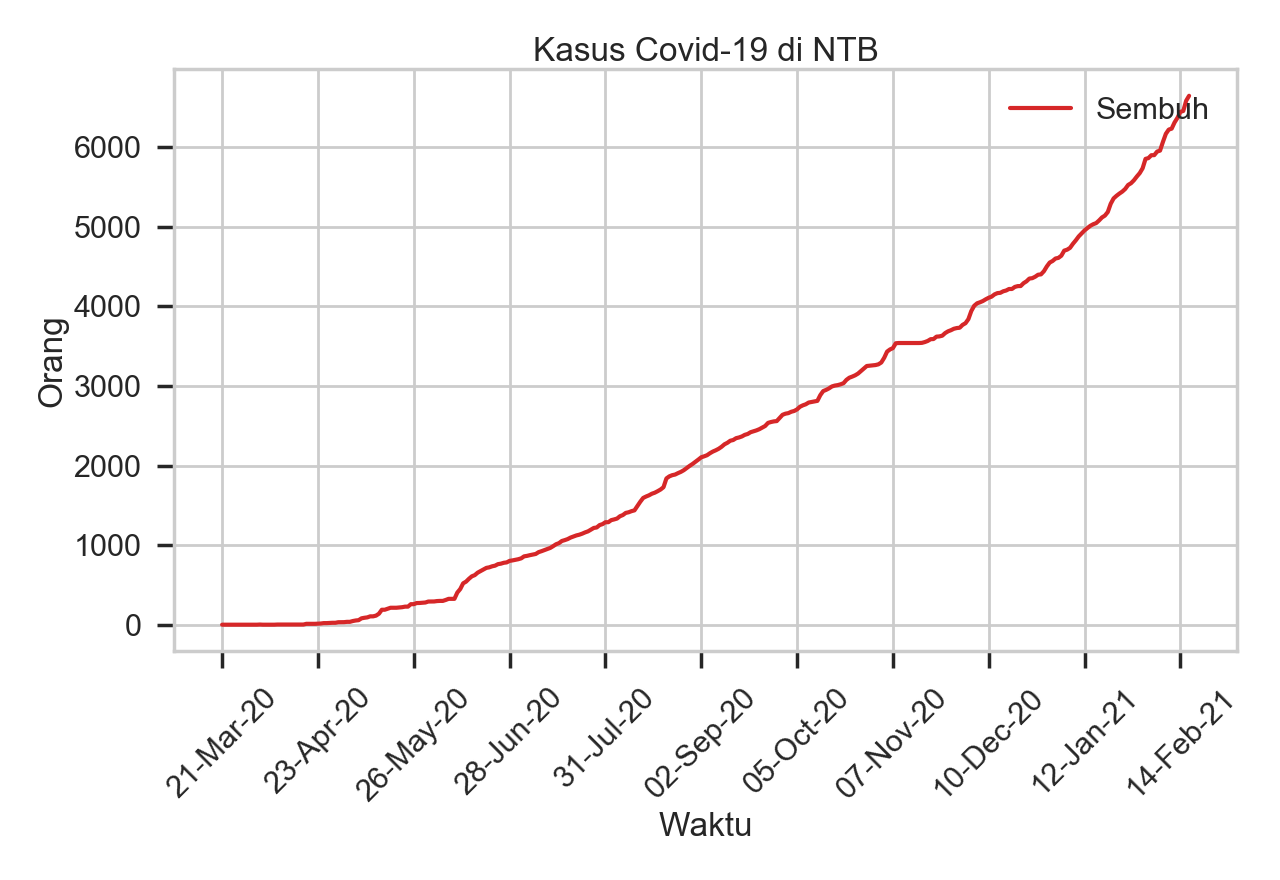 Kasus Covid-19 di NTB
Sembuh
6000
5000
4000
3000
2000
1000
0
Orang
21-Mar-20
23-Apr-20
26-May-20
28-Jun-20
31-Jul-20
02-Sep-20
05-Oct-20
07-Nov-20
10-Dec-20
12-Jan-21
14-Feb-21
Waktu